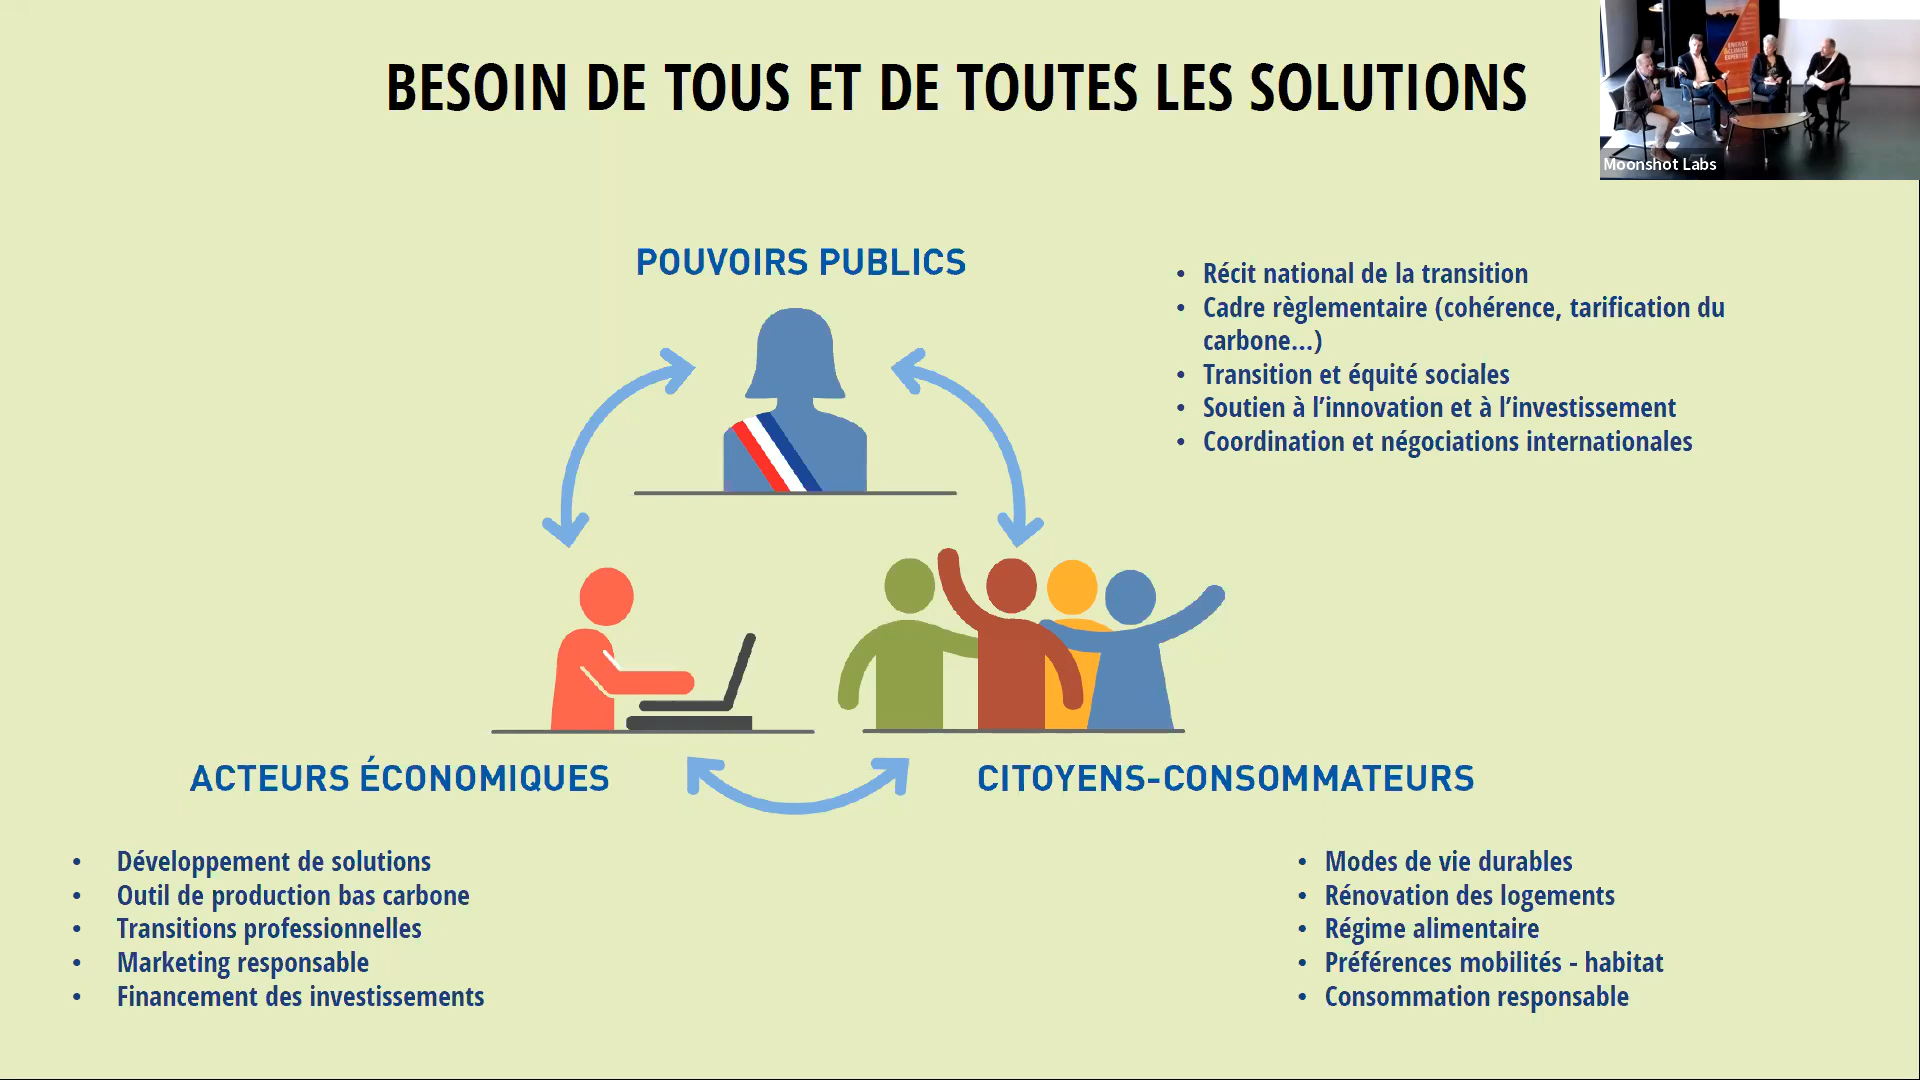 BESOIN DE TOUS ET DE TOUTES LES SOLUTIONS
ENERGY
&CLIMATE
EXPERTISE
Moonshot Labs
POUVOIRS PUBLICS
• Récit national de la transition
• Cadre règlementaire (cohérence, tarification du
carbone...)
• Transition et équité sociales
• Soutien à l'innovation et à l'investissement
• Coordination et négociations internationales
ACTEURS ÉCONOMIQUES
• Développement de solutions
• Outil de production bas carbone
• Transitions professionnelles
• Marketing responsable
• Financement des investissements
CITOYENS-CONSOMMATEURS
• Modes de vie durables
• Rénovation des logements
• Régime alimentaire
• Préférences mobilités - habitat
• Consommation responsable